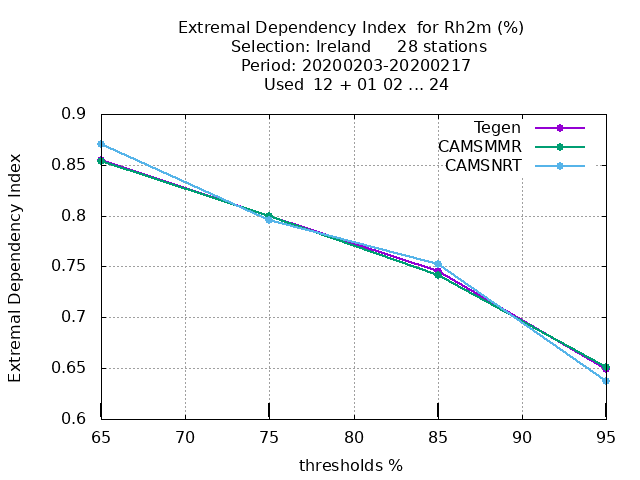 Extremal Dependency Index  for Rh2m (%)
Selection: Ireland     28 stations
Period: 20200203-20200217
Used  12 + 01 02 ... 24
0.9
0.85
0.8
0.75
0.7
0.65
0.6
Extremal Dependency Index
Tegen
CAMSMMR
CAMSNRT
65 70 75 80 85 90 95
thresholds %